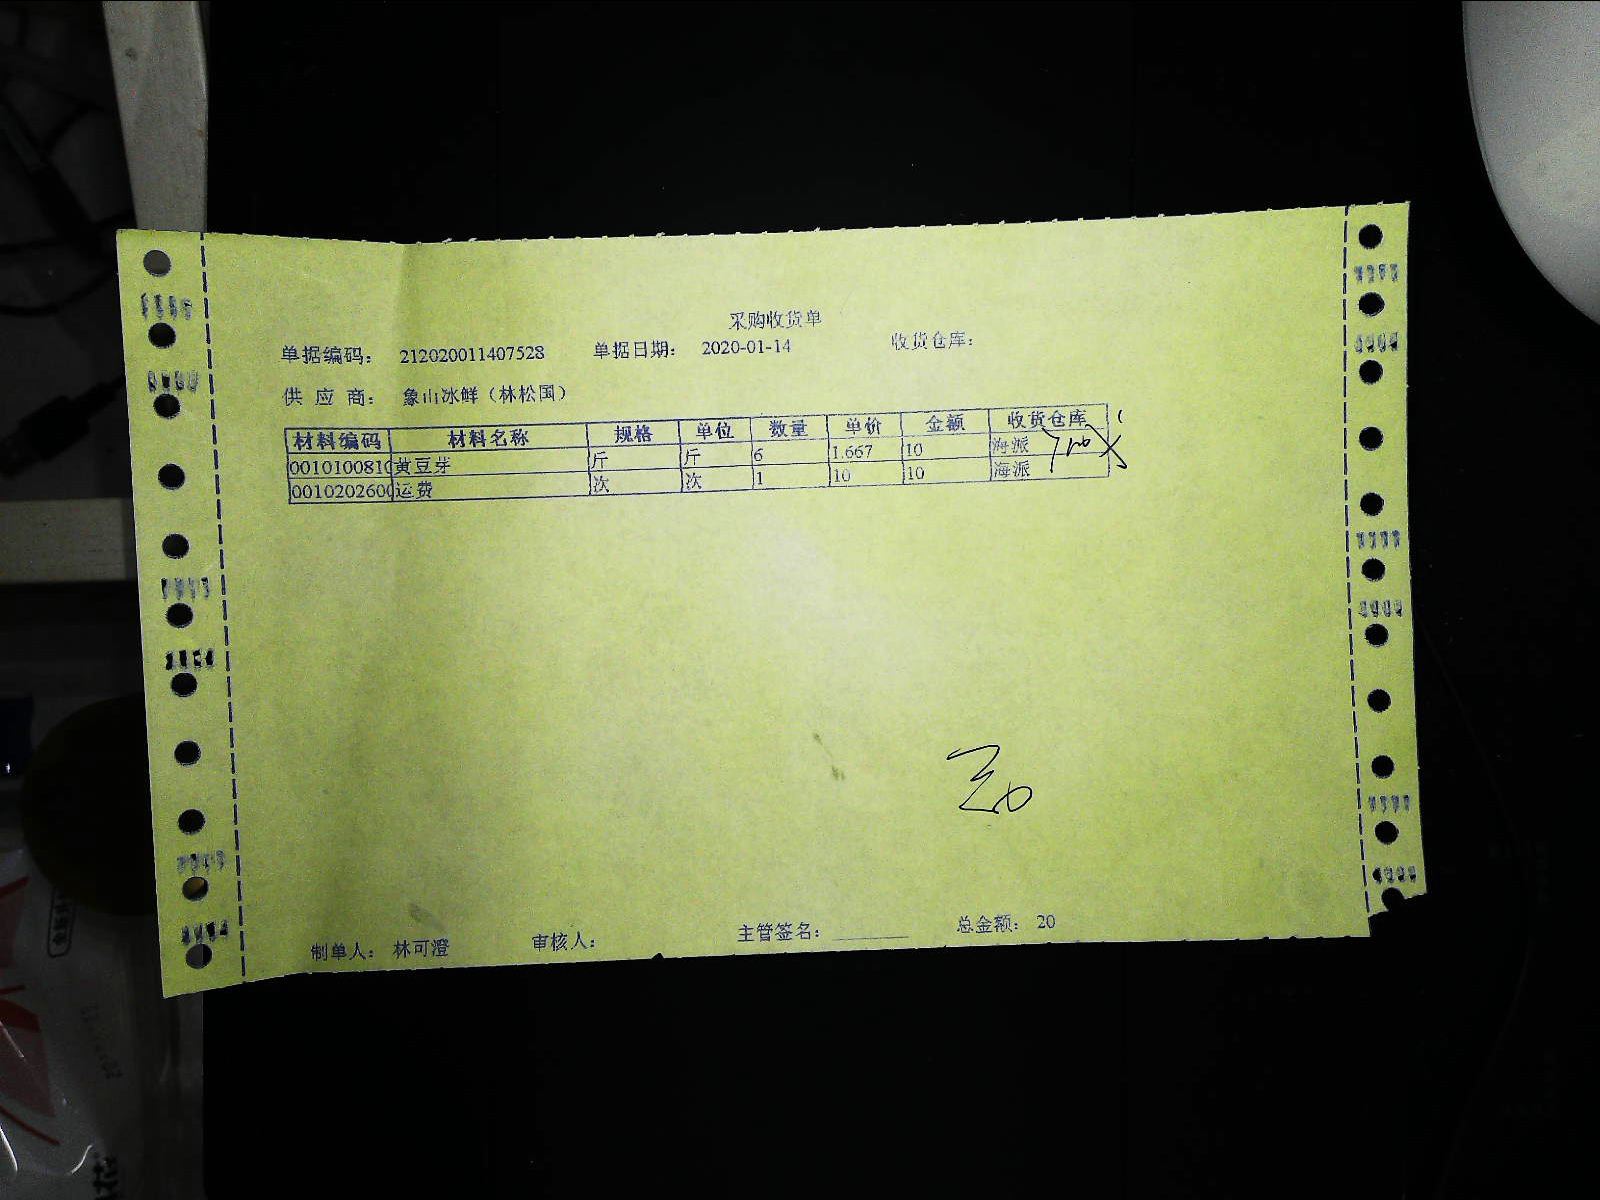 采购收货单
单据编码： 212020011407528 单据日期： 2020-01-14 收货仓库：
供 应 商： 象山冰鲜（林松国）
材料编码 材料名称 规格 单位 数量 单价 金额 收货仓库
001010081 黄豆芽 斤 斤 6 1.667 10 海派
001020260 运费 次 次 1 10 10 海派
制单人： 林可澄 审核人： 主管签名： 总金额： 20